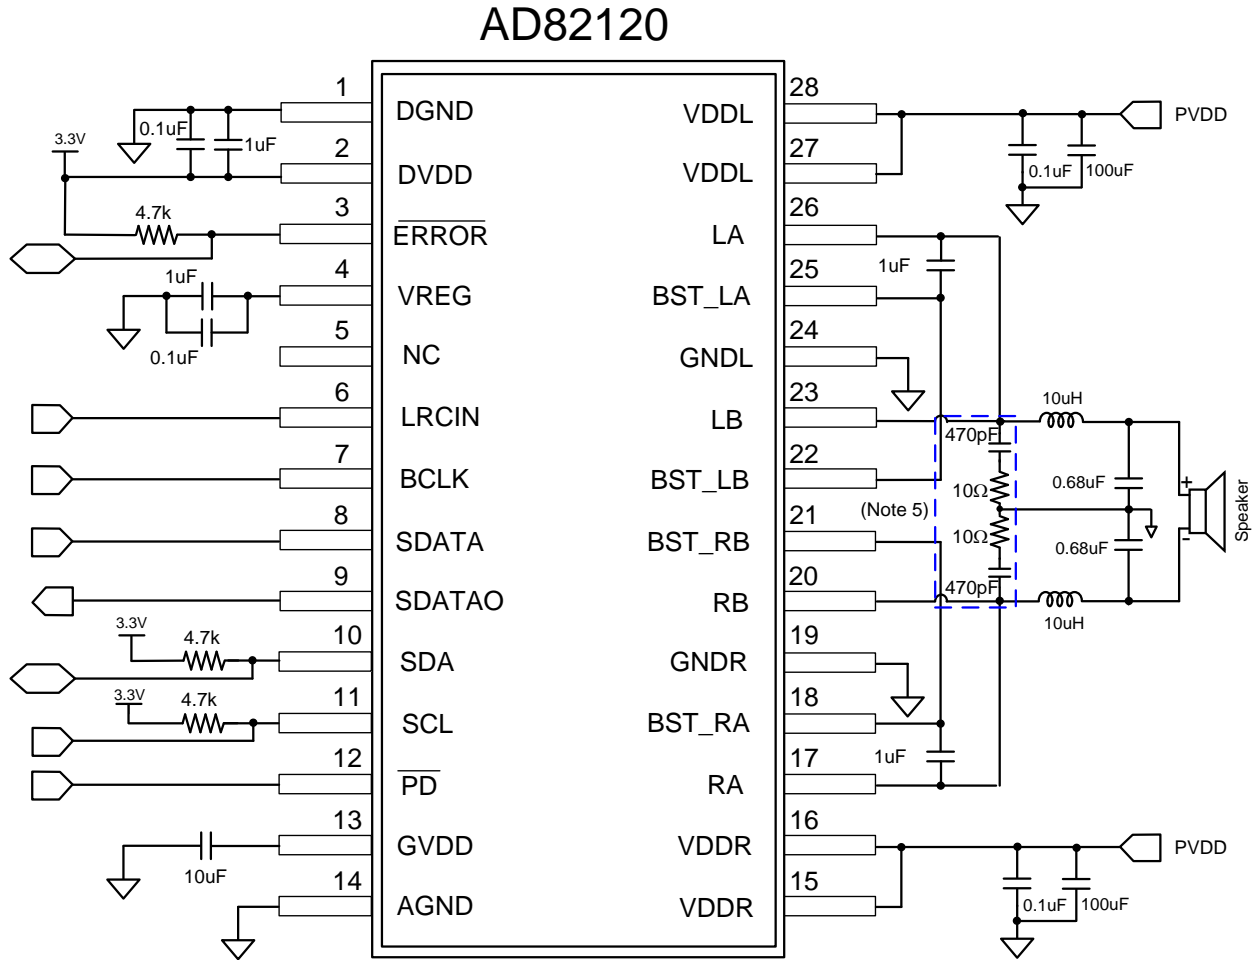 AD82120
1
DGND
0.1uF
1uF
3.3V
2
DVDD
3
4.7k
ERROR
4
1uF
VREG
0.1uF
5
NC
6
LRCIN
7
BCLK
8
SDATA
9
SDATAO
10
3.3V
4.7k
SDA
11
3.3V
4.7k
SCL
12
PD
13
GVDD
10uF
14
AGND
28
VDDL
PVDD
27
VDDL
0.1uF
100uF
26
LA
25
1uF
BST_LA
24
GNDL
23
LB
10uH
470pF
22
BST_LB
10Ω
0.68uF
+
(Note 5)
Speaker
21
BST_RB
10Ω
0.68uF
-
20
RB
470pF
10uH
19
GNDR
18
BST_RA
17
1uF
RA
16
VDDR
PVDD
15
VDDR
0.1uF
100uF